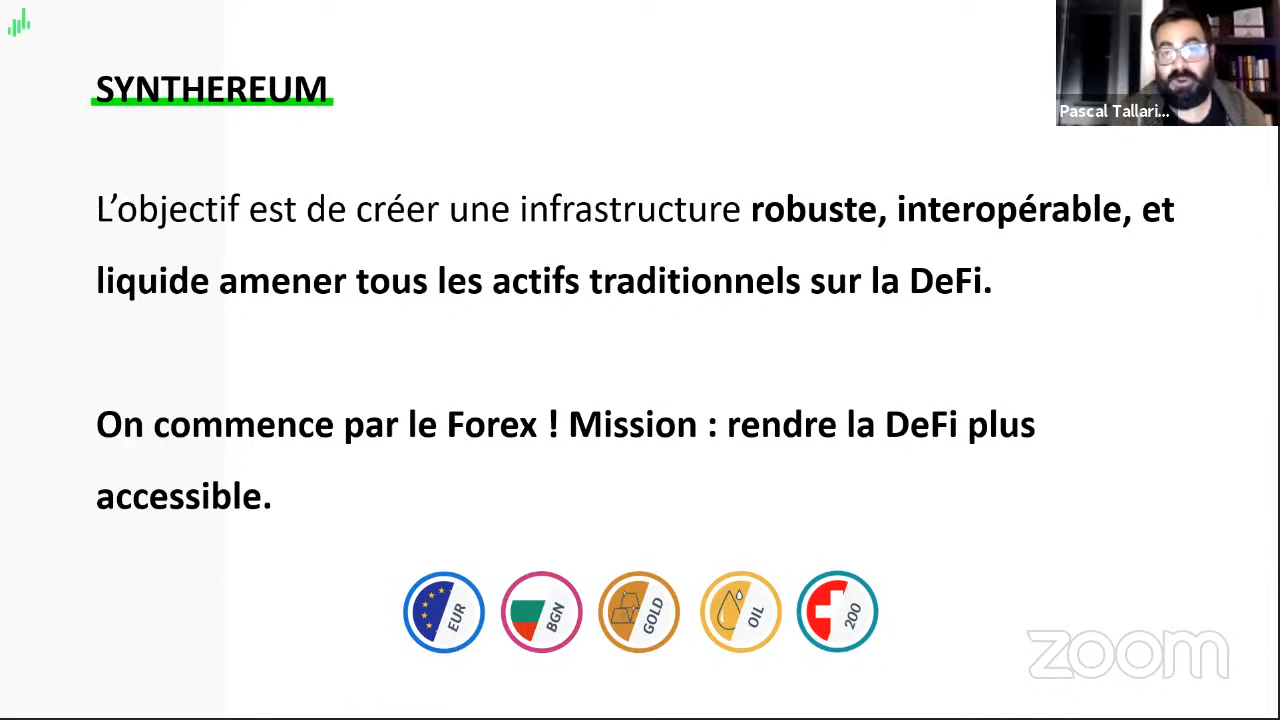 SYNTHEREUM
Pascal Tallari...
L’objectif est de créer une infrastructure robuste, interopérable, et
liquide amener tous les actifs traditionnels sur la DeFi.
On commence par le Forex ! Mission : rendre la DeFi plus
accessible.
EUR
BGN
GOLD
OIL
200
zoom